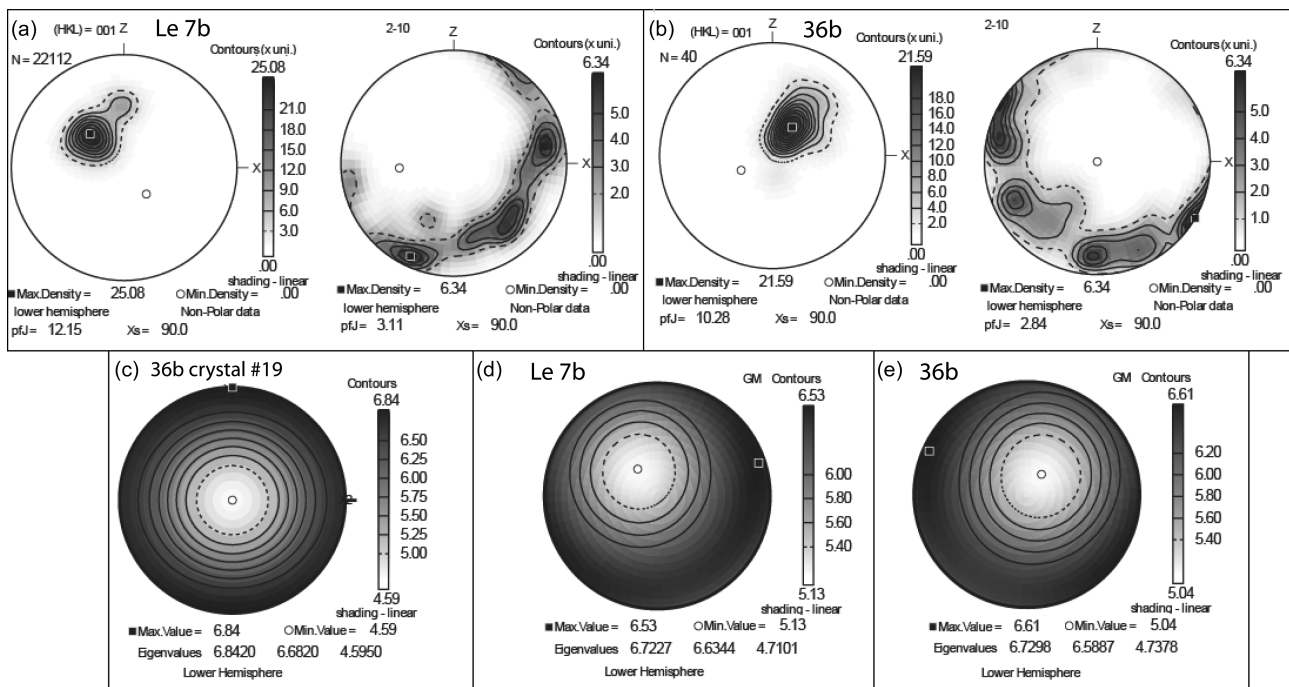 (a) (HKL) = 001 Z Le 7b
N = 22112
Contours (x uni.)
25.08
21.0
18.0
15.0
12.0
9.0
6.0
3.0
.00
shading - linear
X
Max.Density = 25.08 Min.Density = .00
lower hemisphere Non-Polar data
pfJ = 12.15 Xs = 90.0
2-10 Z
Contours (x uni.)
6.34
5.0
4.0
3.0
2.0
.00
shading - linear
X
Max.Density = 6.34 Min.Density = .00
lower hemisphere Non-Polar data
pfJ = 3.11 Xs = 90.0
(b) (HKL) = 001 Z 36b
N = 40
Contours (x uni.)
21.59
18.0
16.0
14.0
12.0
10.0
8.0
6.0
4.0
2.0
.00
shading - linear
X
Max.Density = 21.59 Min.Density = .00
lower hemisphere Non-Polar data
pfJ = 10.28 Xs = 90.0
2-10 Z
Contours (x uni.)
6.34
5.0
4.0
3.0
2.0
1.0
.00
shading - linear
X
Max.Density = 6.34 Min.Density = .00
lower hemisphere Non-Polar data
pfJ = 2.84 Xs = 90.0
(c) 36b crystal #19
Contours
6.84
6.50
6.25
6.00
5.75
5.50
5.25
5.00
4.59
shading - linear
Max.Value = 6.84 Min.Value = 4.59
Eigenvalues 6.8420 6.6820 4.5950
Lower Hemisphere
(d) Le 7b
GM Contours
6.53
6.00
5.80
5.60
5.40
5.13
shading - linear
Max.Value = 6.53 Min.Value = 5.13
Eigenvalues 6.7227 6.6344 4.7101
Lower Hemisphere
(e) 36b
GM Contours
6.61
6.20
6.00
5.80
5.60
5.40
5.04
shading - linear
Max.Value = 6.61 Min.Value = 5.04
Eigenvalues 6.7298 6.5887 4.7378
Lower Hemisphere